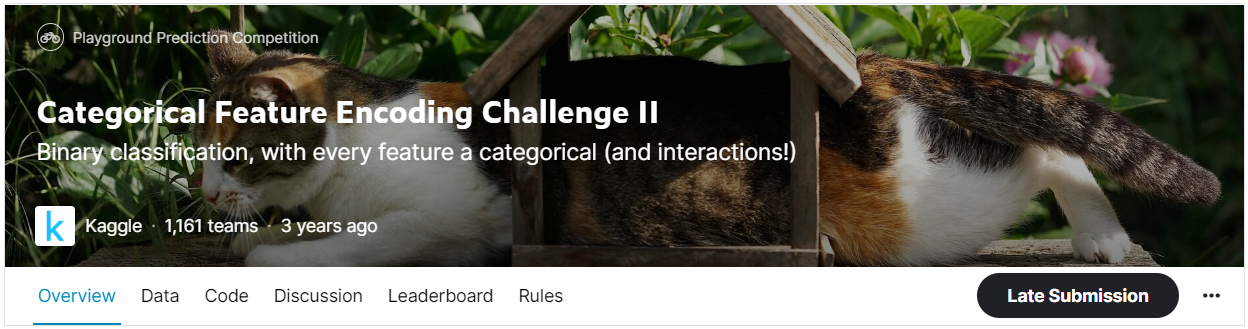 Playground Prediction Competition
Categorical Feature Encoding Challenge II
Binary classification, with every feature a categorical (and interactions!)
k Kaggle · 1,161 teams · 3 years ago
Overview Data Code Discussion Leaderboard Rules Late Submission •••